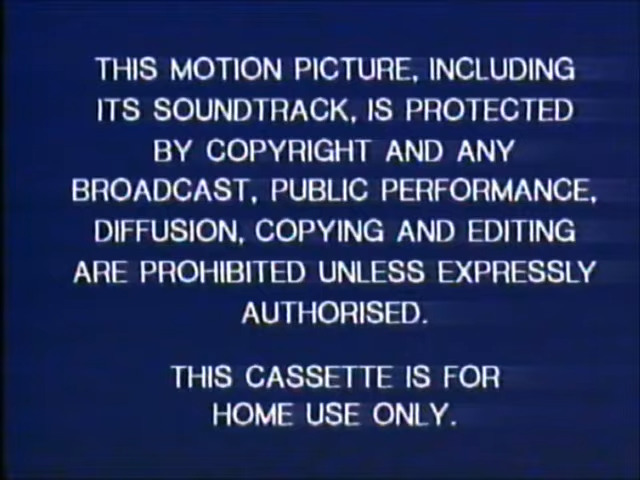 THIS MOTION PICTURE, INCLUDING
ITS SOUNDTRACK, IS PROTECTED
BY COPYRIGHT AND ANY
BROADCAST, PUBLIC PERFORMANCE,
DIFFUSION, COPYING AND EDITING
ARE PROHIBITED UNLESS EXPRESSLY
AUTHORISED.
THIS CASSETTE IS FOR
HOME USE ONLY.